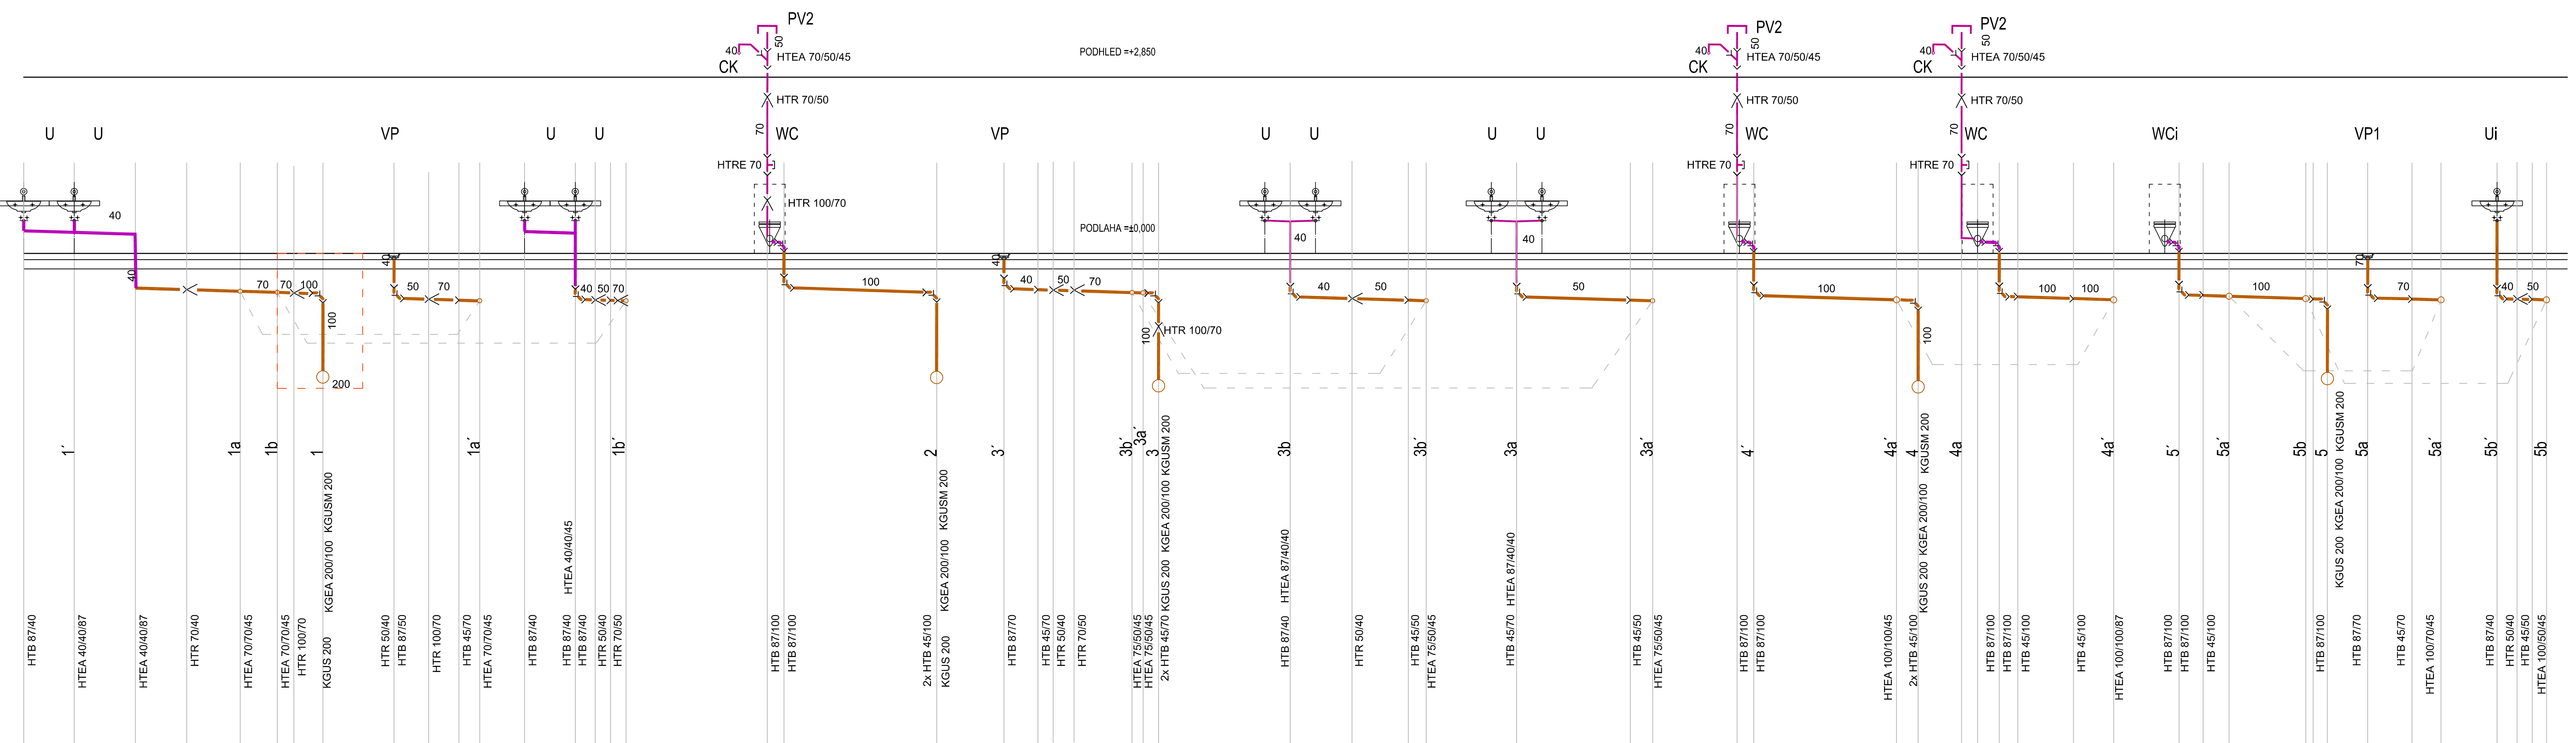 PV2
50
40
HTEA 70/50/45
CK
PODHLED =+2,850
PV2
50
40
HTEA 70/50/45
CK
PV2
50
40
HTEA 70/50/45
CK
HTR 70/50
HTR 70/50
HTR 70/50
U U VP U U 70 WC VP U U U U 70 WC 70 WC WCi VP1 Ui
HTRE 70
HTRE 70
HTRE 70
HTR 100/70
40
PODLAHA =±0,000
40
40
40 40 40 70
70 70 100 50 70 40 50 70 100 40 50 70 40 50 50 100 100 100 100 70 40 50
100
200
HTR 100/70
100
100
1´
1a
1b
1
1a´
1b´
2
3´
3b´
3a´
3
3b
3b´
3a
3´a
4´
4a´
4
4a
4a´
5´
5a´
5b
5
5a
5a´
5b´
5b
HTB 87/40
HTEA 40/40/87
HTEA 40/40/87
HTR 70/40
HTEA 70/70/45
HTEA 70/70/45
HTR 100/70
KGUS 200 KGEA 200/100 KGUSM 200
HTR 50/40
HTB 87/50
HTR 100/70
HTB 45/70
HTEA 70/70/45
HTB 87/40
HTB 87/40 HTEA 40/40/45
HTB 87/40
HTR 50/40
HTR 70/50
HTB 87/100
HTB 87/100
2x HTB 45/100
KGUS 200 KGEA 200/100 KGUSM 200
HTB 87/70
HTB 45/70
HTR 50/40
HTR 70/50
HTEA 75/50/45
HTEA 75/50/45
2x HTB 45/70 KGUS 200 KGEA 200/100 KGUSM 200
HTB 87/40 HTEA 87/40/40
HTR 50/40
HTB 45/50
HTEA 75/50/45
HTB 45/70 HTEA 87/40/40
HTB 45/50
HTEA 75/50/45
HTB 87/100
HTB 87/100
HTEA 100/100/45
2x HTB 45/100
KGUS 200 KGEA 200/100 KGUSM 200
HTB 87/100
HTB 87/100
HTB 45/100
HTB 45/100
HTEA 100/100/87
HTB 87/100
HTB 87/100
HTB 45/100
HTB 87/100
KGUS 200 KGEA 200/100 KGUSM 200
HTB 87/70
HTB 45/70
HTEA 100/70/45
HTB 87/40
HTR 50/40
HTB 45/50
HTEA 100/50/45